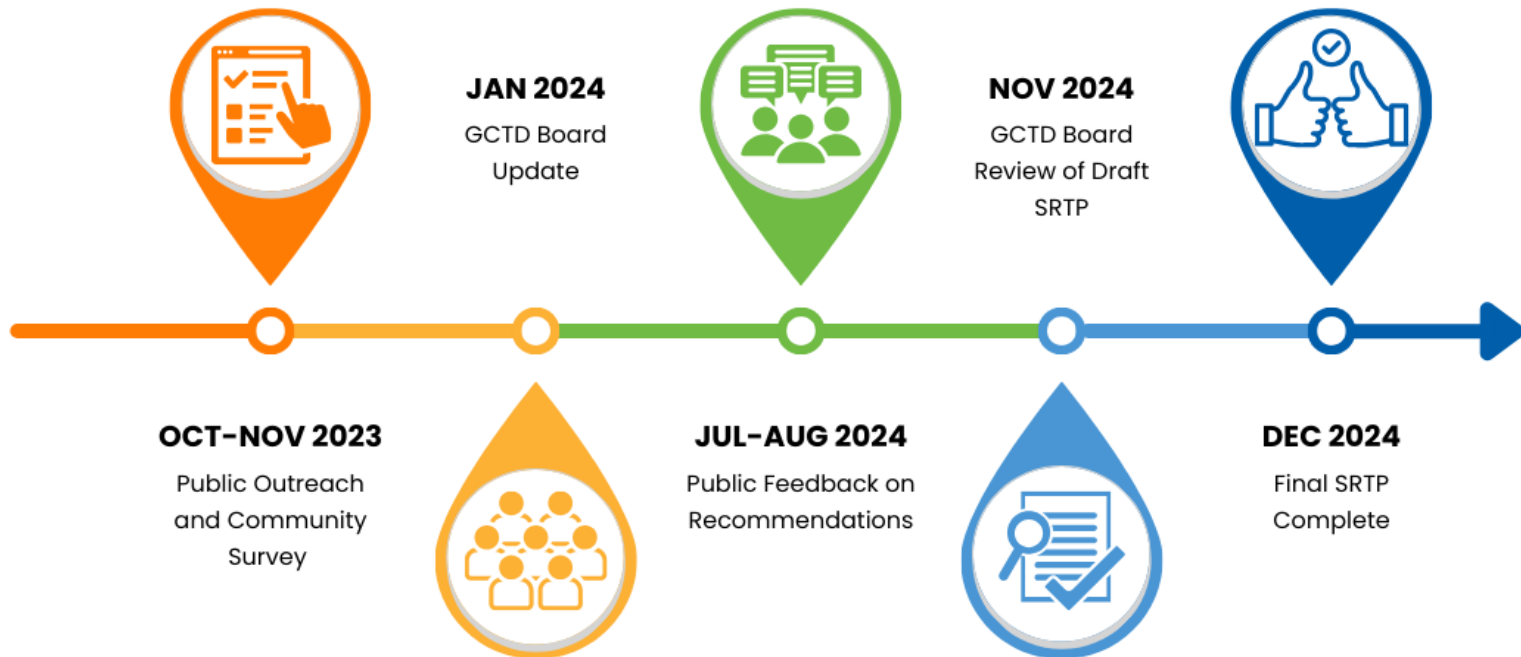 OCT-NOV 2023
Public Outreach
and Community
Survey
JAN 2024
GCTD Board
Update
JUL-AUG 2024
Public Feedback on
Recommendations
NOV 2024
GCTD Board
Review of Draft
SRTP
DEC 2024
Final SRTP
Complete